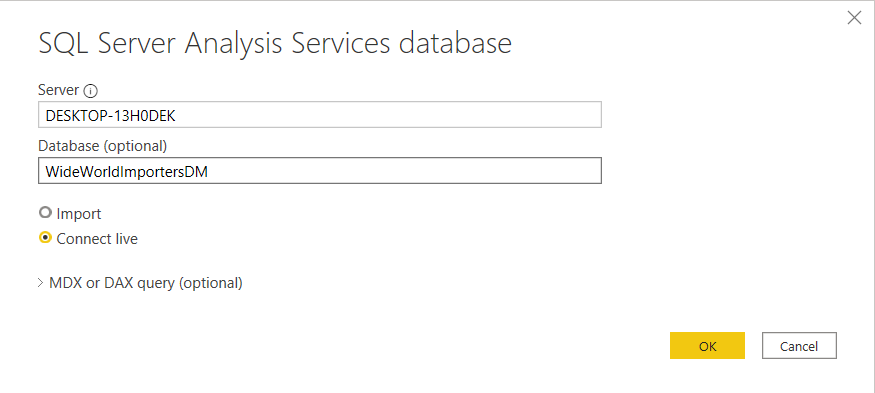 SQL Server Analysis Services database
Server
DESKTOP-13H0DEK
Database (optional)
WideWorldImportersDM
Import
Connect live
MDX or DAX query (optional)
OK Cancel